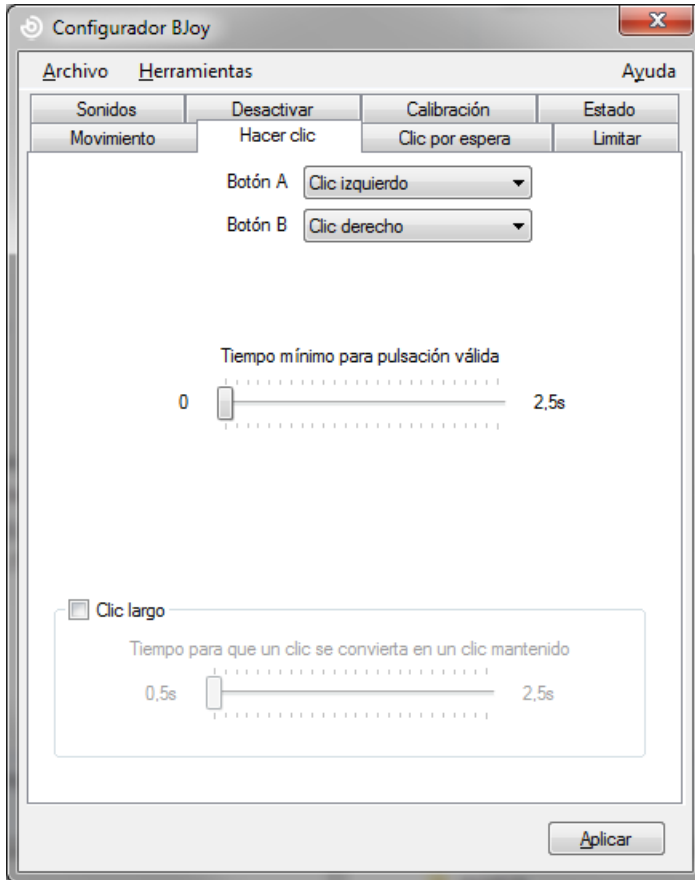 Configurador BJoy
Archivo Herramientas Ayuda
Sonidos Desactivar Calibración Estado
Movimiento Hacer clic Clic por espera Limitar
Botón A Clic izquierdo
Botón B Clic derecho
Tiempo mínimo para pulsación válida
0 2,5s
Clic largo
Tiempo para que un clic se convierta en un clic mantenido
0,5s 2,5s
Aplicar